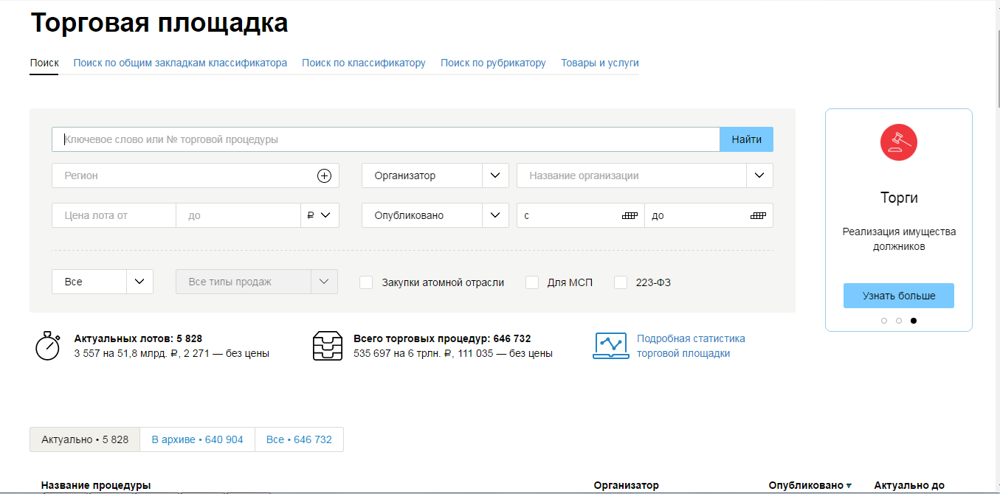 Торговая площадка
Поиск Поиск по общим закладкам классификатора Поиск по классификатору Поиск по рубрикатору Товары и услуги
Ключевое слово или № торговой процедуры Найти
Регион Организатор Название организации
Цена лота от до ₽ Опубликовано с до
Все Все типы продаж Закупки атомной отрасли Для МСП 223-ФЗ
Торги
Реализация имущества
должников
Узнать больше
Актуальных лотов: 5 828
3 557 на 51,8 млрд. ₽, 2 271 — без цены
Всего торговых процедур: 646 732
535 697 на 6 трлн. ₽, 111 035 — без цены
Подробная статистика
торговой площадки
Актуально • 5 828 В архиве • 640 904 Все • 646 732
Название процедуры Организатор Опубликовано ▾ Актуально до